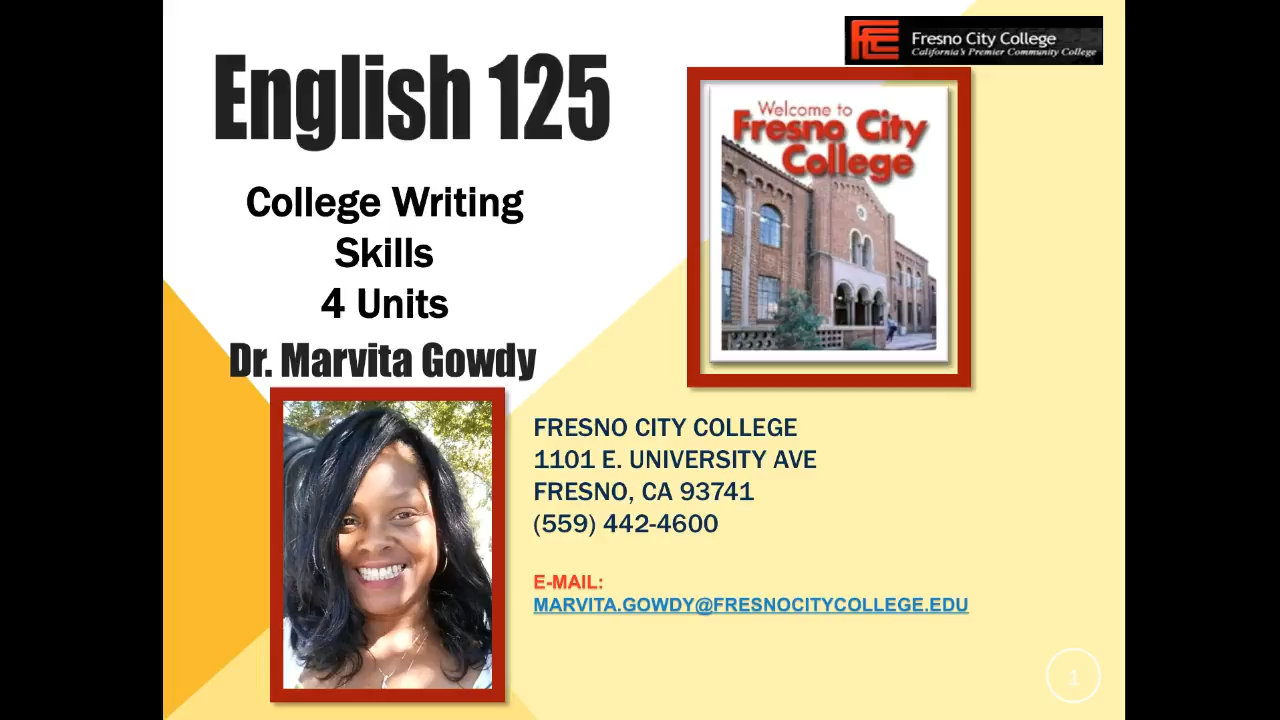 English 125
College Writing
Skills
4 Units
Dr. Marvita Gowdy
FCC
Fresno City College
California's Premier Community College
Welcome to
Fresno City
College
FRESNO CITY COLLEGE
1101 E. UNIVERSITY AVE
FRESNO, CA 93741
(559) 442-4600
E-MAIL:
MARVITA.GOWDY@FRESNOCITYCOLLEGE.EDU
1